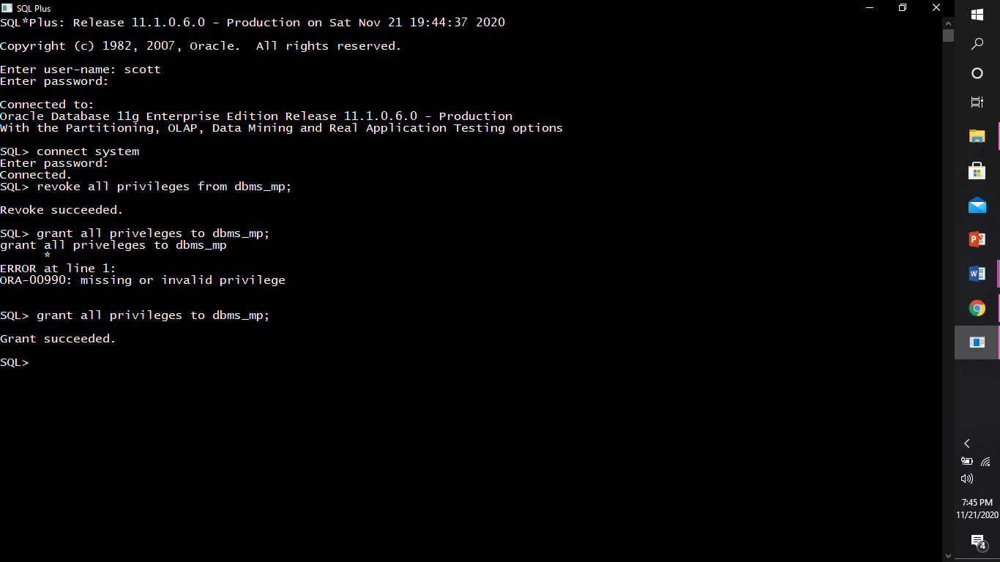 SQL Plus
SQL*Plus: Release 11.1.0.6.0 - Production on Sat Nov 21 19:44:37 2020
Copyright (c) 1982, 2007, Oracle.  All rights reserved.
Enter user-name: scott
Enter password:
Connected to:
Oracle Database 11g Enterprise Edition Release 11.1.0.6.0 - Production
With the Partitioning, OLAP, Data Mining and Real Application Testing options
SQL> connect system
Enter password:
Connected.
SQL> revoke all privileges from dbms_mp;
Revoke succeeded.
SQL> grant all priveleges to dbms_mp;
grant all priveleges to dbms_mp
*
ERROR at line 1:
ORA-00990: missing or invalid privilege
SQL> grant all privileges to dbms_mp;
Grant succeeded.
SQL>
7:45 PM
11/21/2020
4